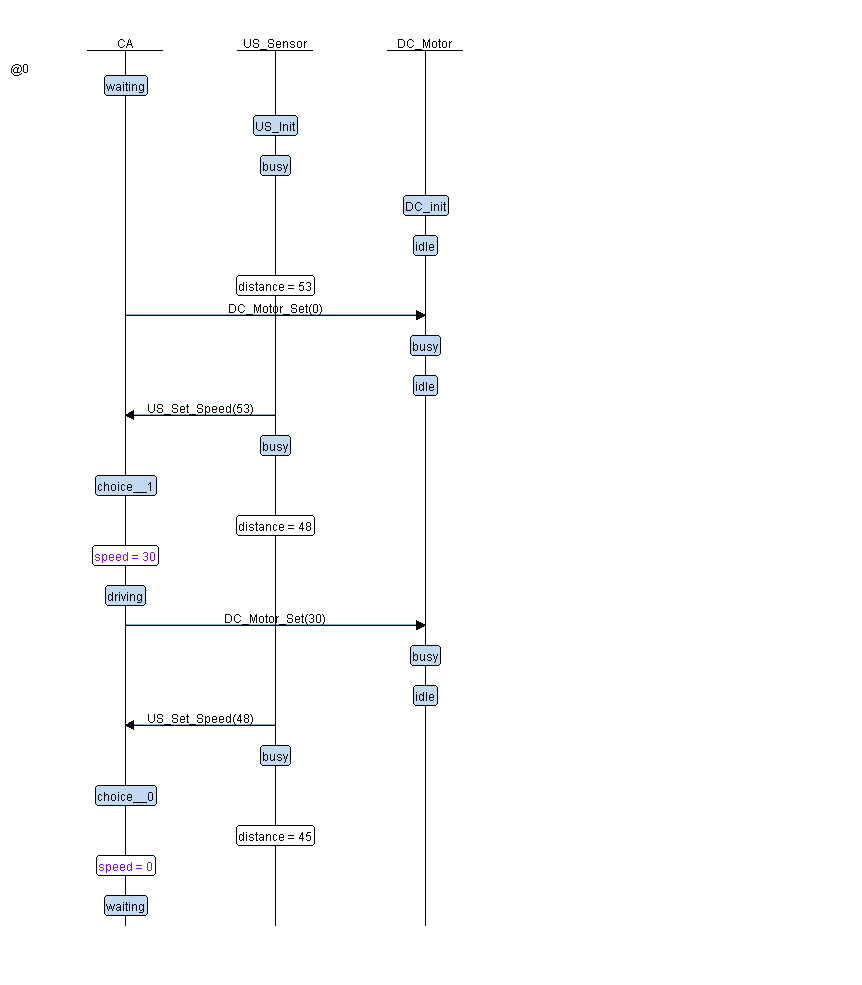 CA
US_Sensor
DC_Motor
@0
waiting
US_Init
busy
DC_init
idle
distance = 53
DC_Motor_Set(0)
busy
idle
US_Set_Speed(53)
busy
choice__1
distance = 48
speed = 30
driving
DC_Motor_Set(30)
busy
idle
US_Set_Speed(48)
busy
choice__0
distance = 45
speed = 0
waiting